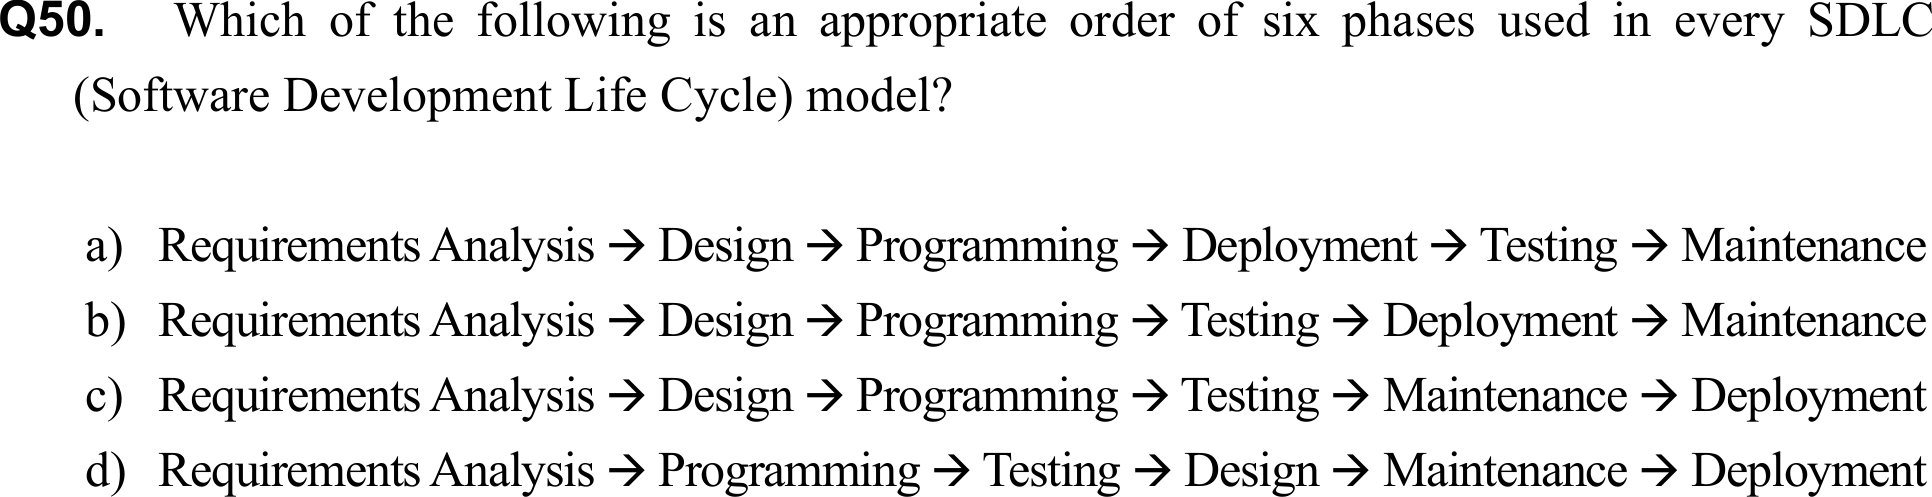 Q50. Which of the following is an appropriate order of six phases used in every SDLC
(Software Development Life Cycle) model?
a) Requirements Analysis → Design → Programming → Deployment → Testing → Maintenance
b) Requirements Analysis → Design → Programming → Testing → Deployment → Maintenance
c) Requirements Analysis → Design → Programming → Testing → Maintenance → Deployment
d) Requirements Analysis → Programming → Testing → Design → Maintenance → Deployment